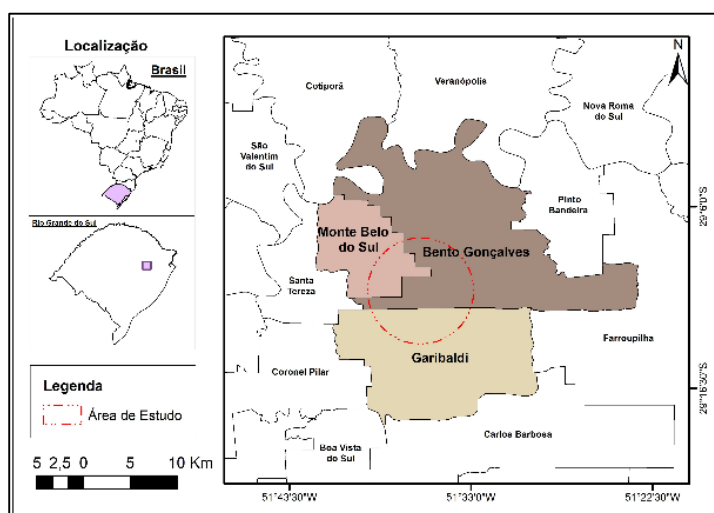 Localização
Brasil
Rio Grande do Sul
Legenda
Área de Estudo
5 2,5 0 5 10 Km
N
Cotiporã
Veranópolie
Nova Roma
do Sul
São
Valentim
do Sul
Pinto
Bandeira
Monte Belo
do Sul
Bento Gonçalves
Santa
Tereza
Farroupilha
Garibaldi
Coronel Pilar
Carlos Barbosa
Boa Vista
do Sul
29°6'0"S
29°15'30"S
51°43'30"W
51°33'0"W
51°22'30"W